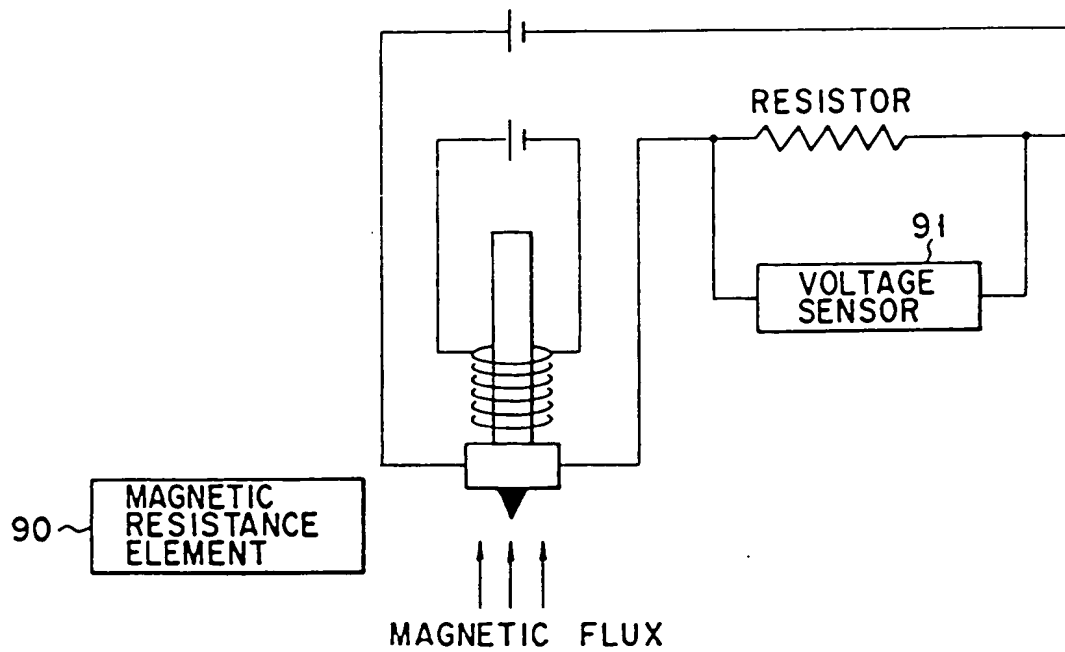 RESISTOR
91
VOLTAGE
SENSOR
90
MAGNETIC
RESISTANCE
ELEMENT
MAGNETIC FLUX